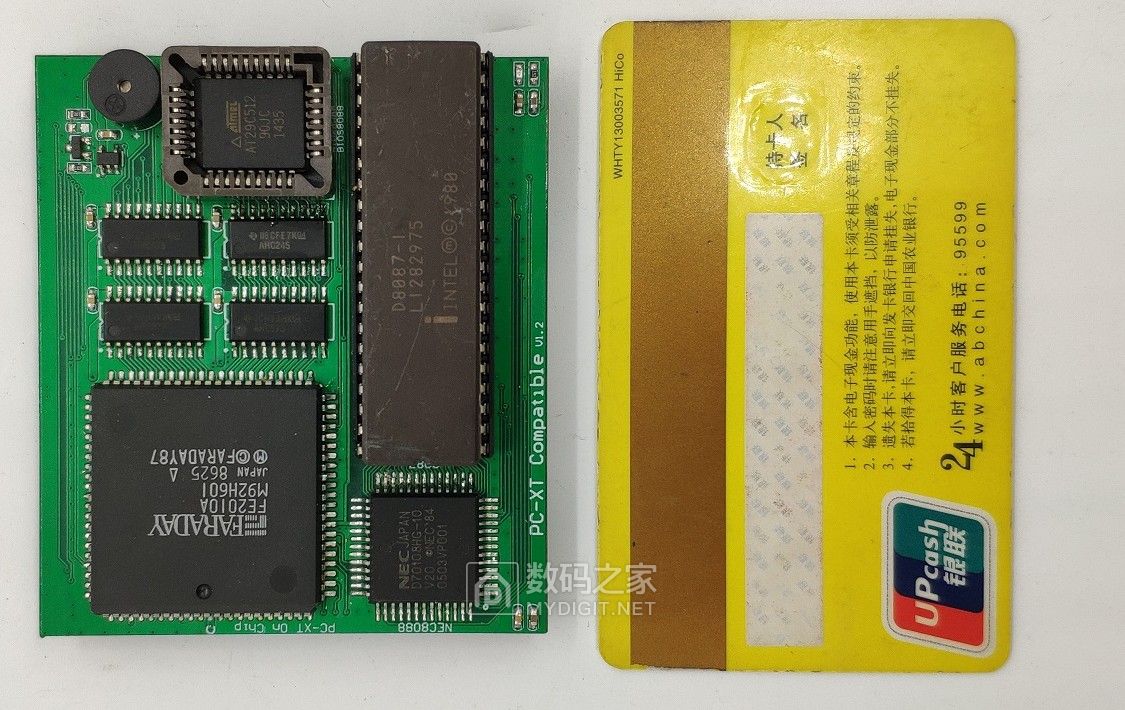 ATMEL
AT29C512
90JC
1435
BIOS8088
AHC245
D8087-1
L1282975
intel Ⓜ Ⓒ 1980
PC-XT Compatible v1.2
FARADAY
FE2010A
M92H601
JAPAN 8625 Δ
ⓂⒸFARADAY87
NEC JAPAN
D70108HG-10
V20 ©NEC'84
0503VP601
PC-XT On Chip
NEC8088
数码之家
MYDIGIT.NET
WHTY13003571 HiCo
持卡人
签 名
1. 本卡含电子现金功能，使用本卡须受相关章程及规定的约束。
2. 输入密码时请注意用手遮挡，以防泄露。
3. 遗失本卡,请立即向发卡银行申请挂失,电子现金部分不挂失。
4. 若拾得本卡，请立即交回中国农业银行。
24小时客户服务电话: 95599
www.abchina.com
UPcash
银联